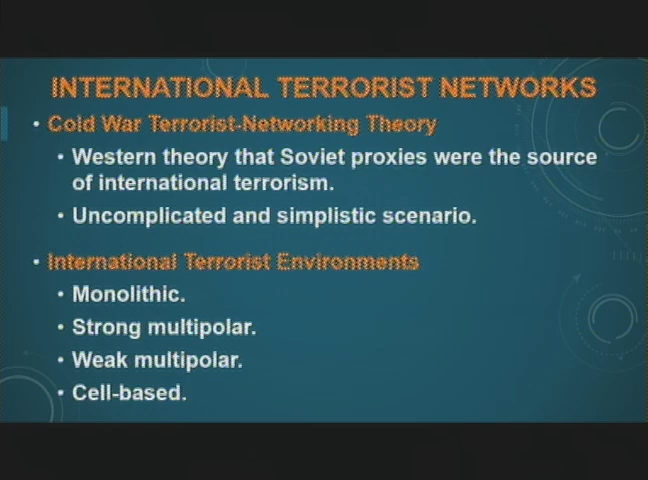 INTERNATIONAL TERRORIST NETWORKS
• Cold War Terrorist-Networking Theory
• Western theory that Soviet proxies were the source
of international terrorism.
• Uncomplicated and simplistic scenario.
• International Terrorist Environments
• Monolithic.
• Strong multipolar.
• Weak multipolar.
• Cell-based.